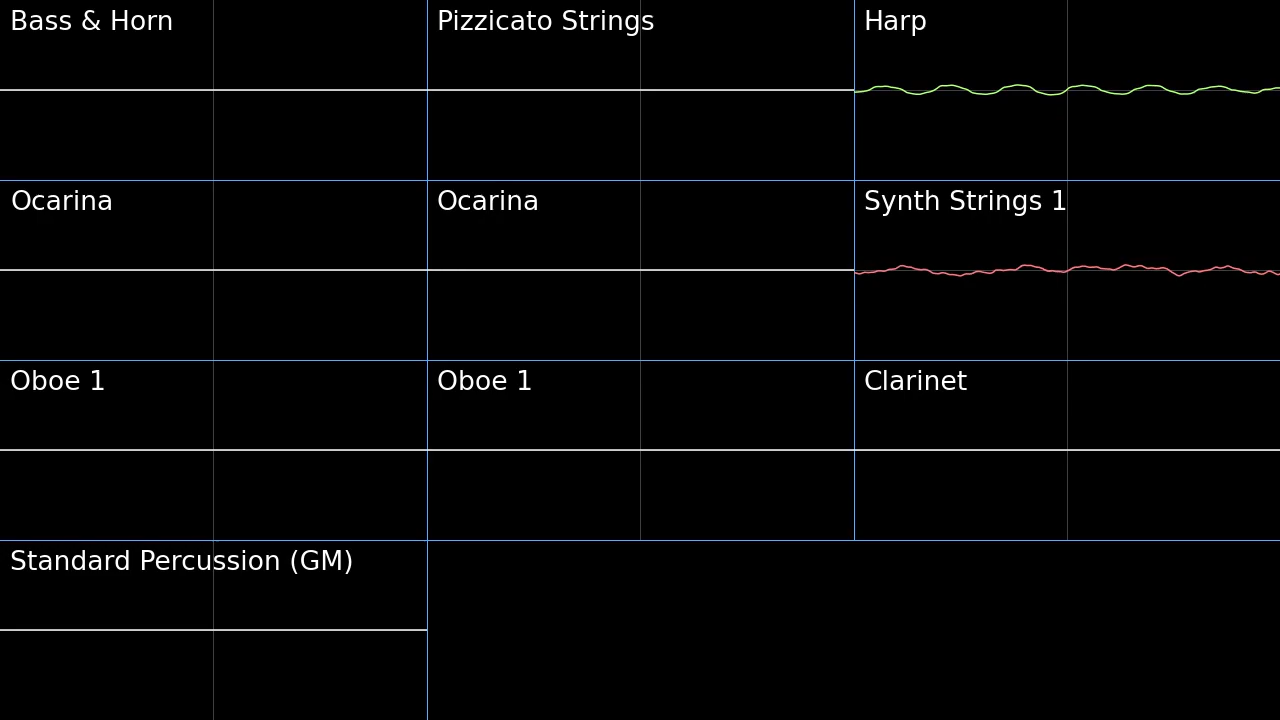 Bass & Horn
Pizzicato Strings
Harp
Ocarina
Ocarina
Synth Strings 1
Oboe 1
Oboe 1
Clarinet
Standard Percussion (GM)